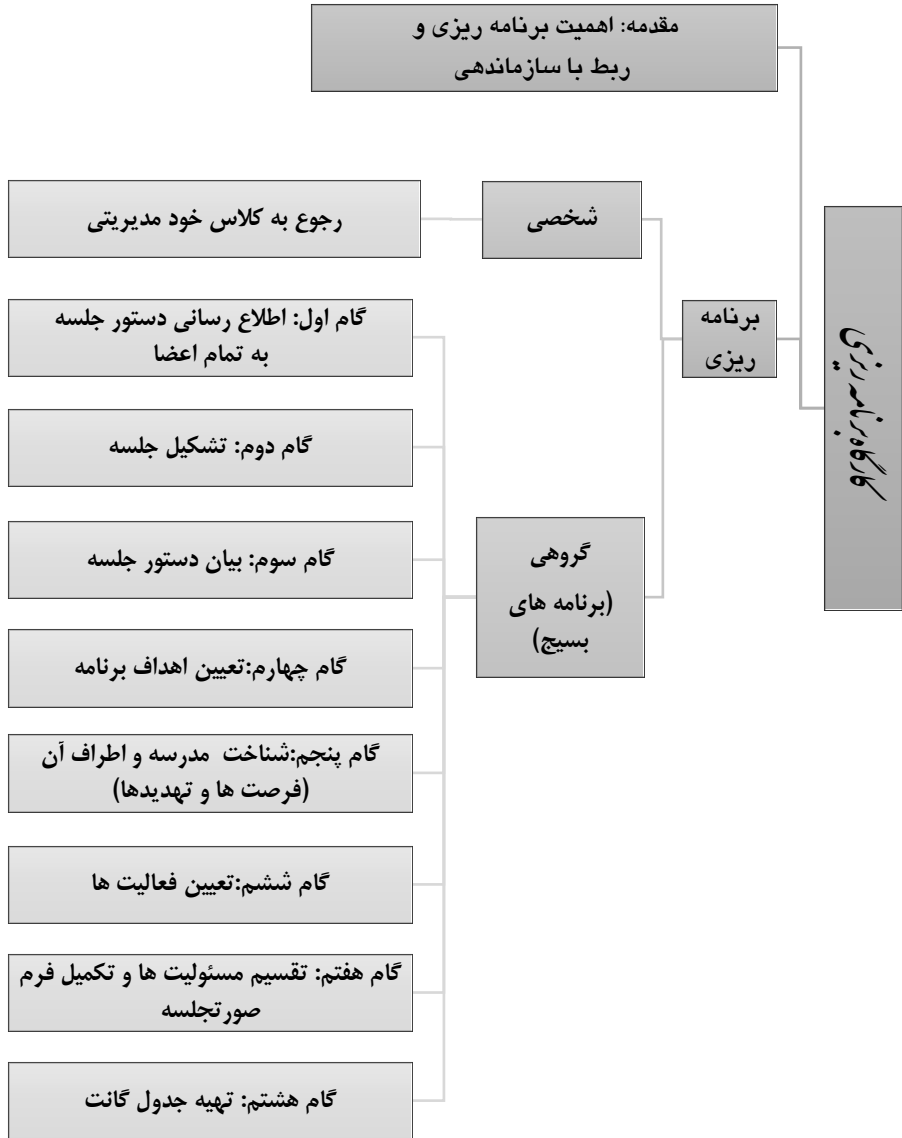 مقدمه: اهمیت برنامه ریزی و
ربط با سازماندهی
کارگاه برنامه ریزی
برنامه
ریزی
شخصی
رجوع به کلاس خود مدیریتی
گروهی
(برنامه های
بسیج)
گام اول: اطلاع رسانی دستور جلسه
به تمام اعضا
گام دوم: تشکیل جلسه
گام سوم: بیان دستور جلسه
گام چهارم:تعیین اهداف برنامه
گام پنجم:شناخت مدرسه و اطراف آن
(فرصت ها و تهدیدها)
گام ششم:تعیین فعالیت ها
گام هفتم: تقسیم مسئولیت ها و تکمیل فرم
صورتجلسه
گام هشتم: تهیه جدول گانت